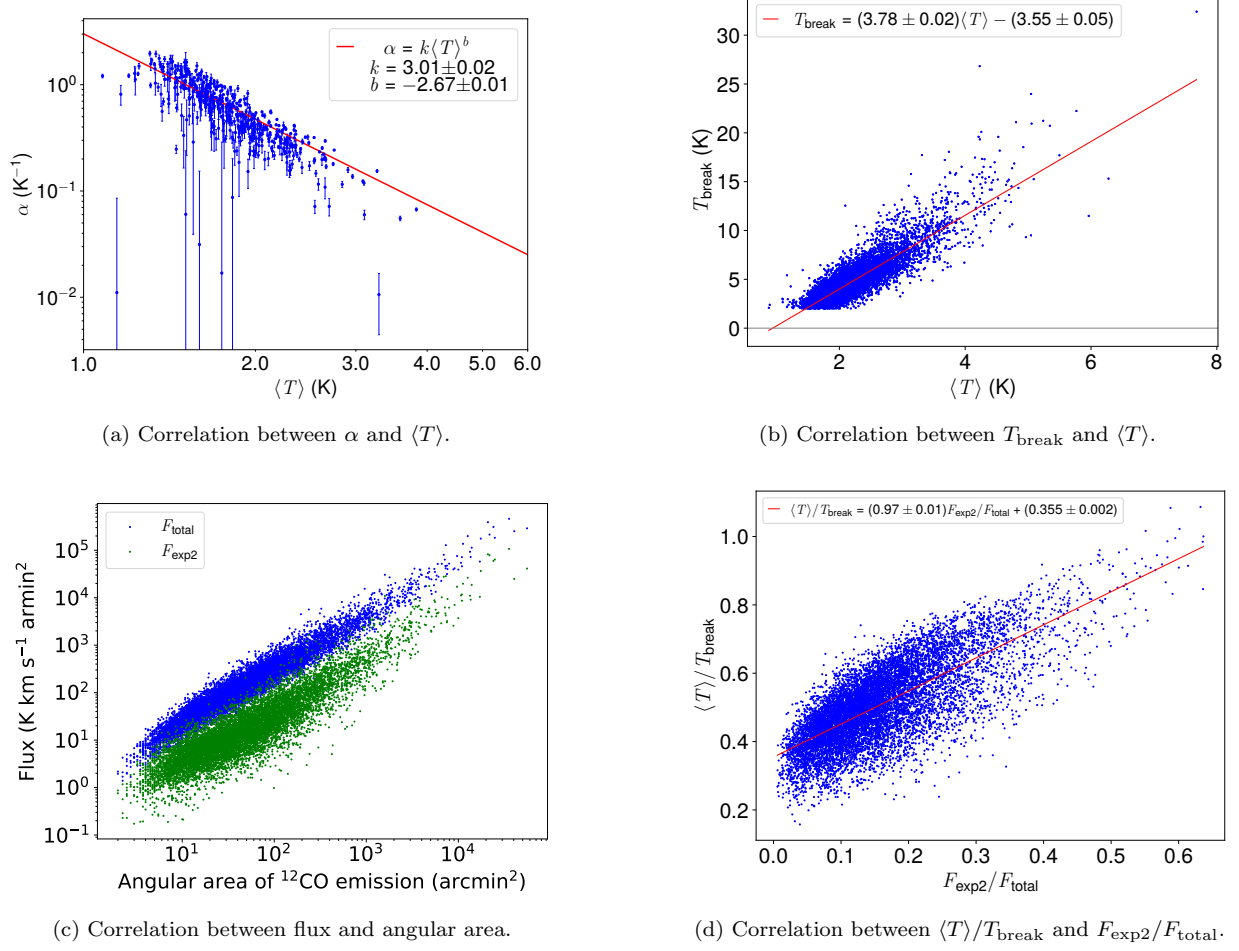 α = k⟨T⟩^b
k = 3.01±0.02
b = −2.67±0.01
10^0
10^−1
10^−2
α (K^−1)
1.0 2.0 3.0 4.0 5.0 6.0
⟨T⟩ (K)
(a) Correlation between α and ⟨T⟩.
T_break = (3.78 ± 0.02)⟨T⟩ − (3.55 ± 0.05)
30
25
20
15
10
5
0
T_break (K)
2 4 6 8
⟨T⟩ (K)
(b) Correlation between T_break and ⟨T⟩.
F_total
F_exp2
10^5
10^4
10^3
10^2
10^1
10^0
10^−1
Flux (K km s^−1 armin^2
10^1 10^2 10^3 10^4
Angular area of ^12CO emission (arcmin^2)
(c) Correlation between flux and angular area.
⟨T⟩/T_break = (0.97 ± 0.01)F_exp2/F_total + (0.355 ± 0.002)
1.0
0.8
0.6
0.4
0.2
⟨T⟩/T_break
0.0 0.1 0.2 0.3 0.4 0.5 0.6
F_exp2/F_total
(d) Correlation between ⟨T⟩/T_break and F_exp2/F_total.